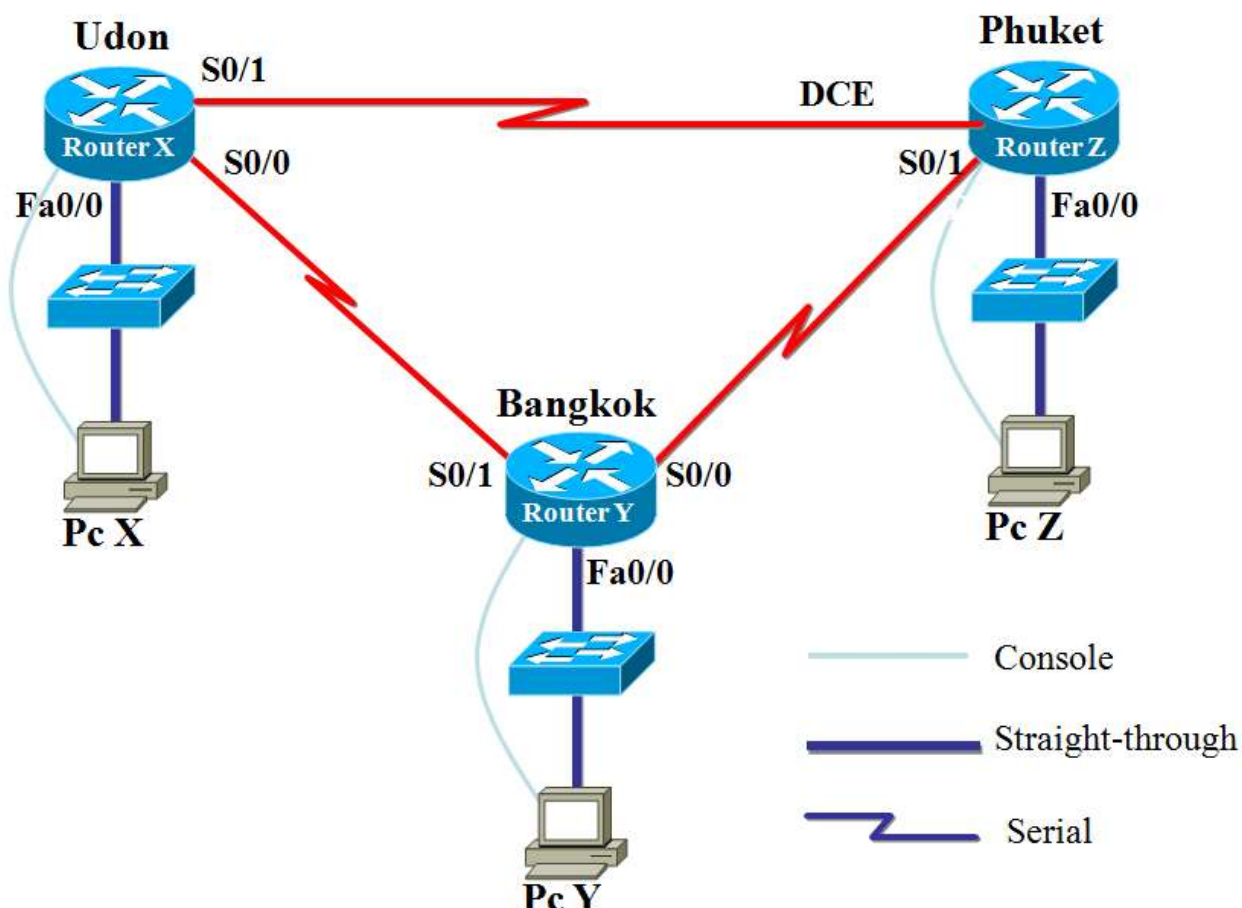 Udon
Phuket
S0/1
DCE
Router X
Router Z
S0/0
S0/1
Fa0/0
Fa0/0
Bangkok
S0/1
S0/0
Pc X
Router Y
Pc Z
Fa0/0
Console
Straight-through
Serial
Pc Y